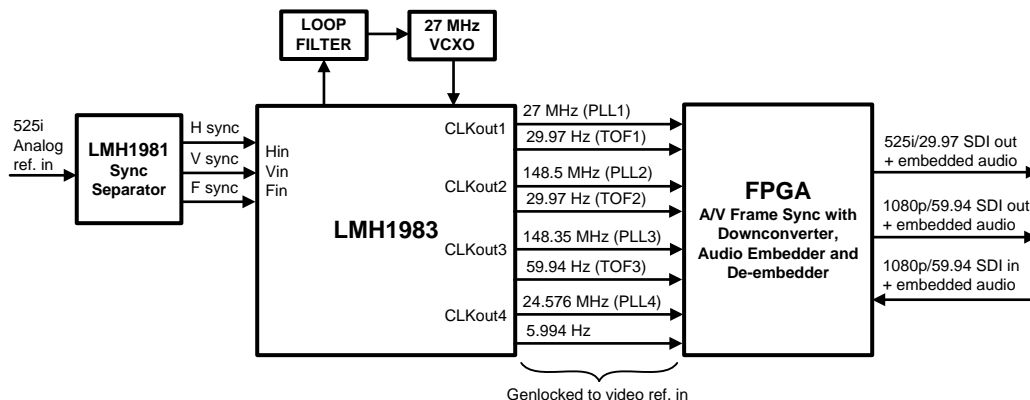 LOOP
FILTER
27 MHz
VCXO
525i
Analog
ref. in
LMH1981
Sync
Separator
H sync
V sync
F sync
Hin
Vin
Fin
LMH1983
CLKout1
CLKout2
CLKout3
CLKout4
27 MHz (PLL1)
29.97 Hz (TOF1)
148.5 MHz (PLL2)
29.97 Hz (TOF2)
148.35 MHz (PLL3)
59.94 Hz (TOF3)
24.576 MHz (PLL4)
5.994 Hz
FPGA
A/V Frame Sync with
Downconverter,
Audio Embedder and
De-embedder
525i/29.97 SDI out
+ embedded audio
1080p/59.94 SDI out
+ embedded audio
1080p/59.94 SDI in
+ embedded audio
Genlocked to video ref. in